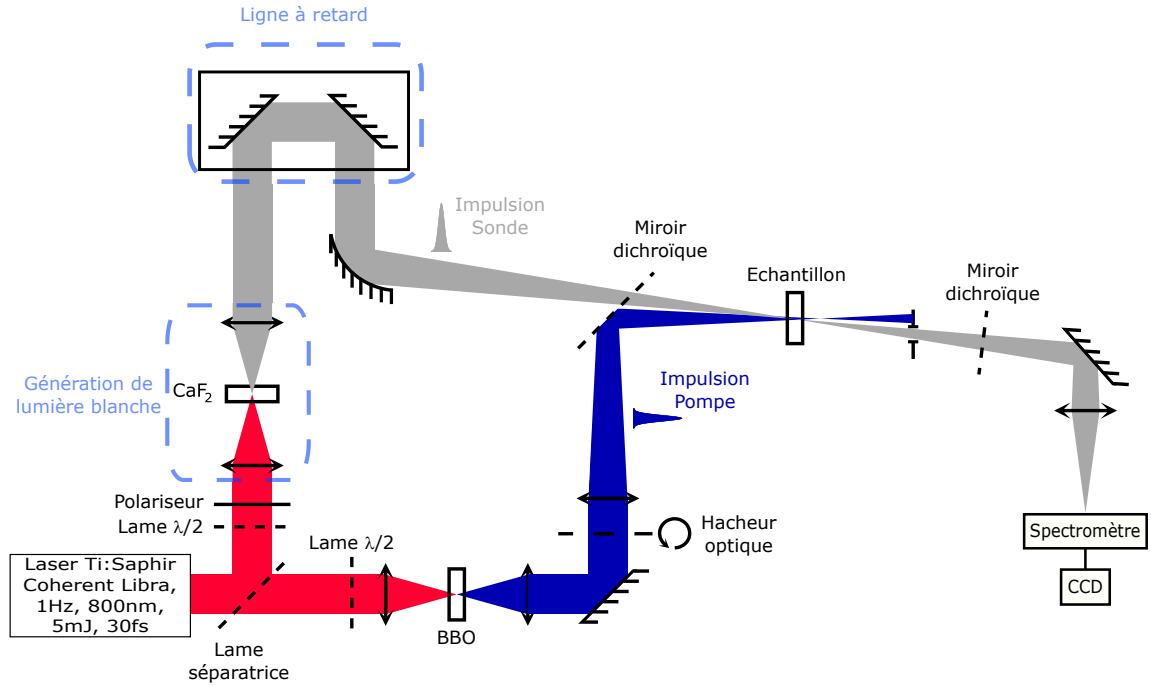 Ligne à retard
Impulsion
Sonde
Miroir
dichroïque
Echantillon
Miroir
dichroïque
Génération de
lumière blanche
CaF2
Impulsion
Pompe
Polariseur
Lame λ/2
Lame λ/2
Hacheur
optique
Spectromètre
CCD
Laser Ti:Saphir
Coherent Libra,
1Hz, 800nm,
5mJ, 30fs
BBO
Lame
séparatrice